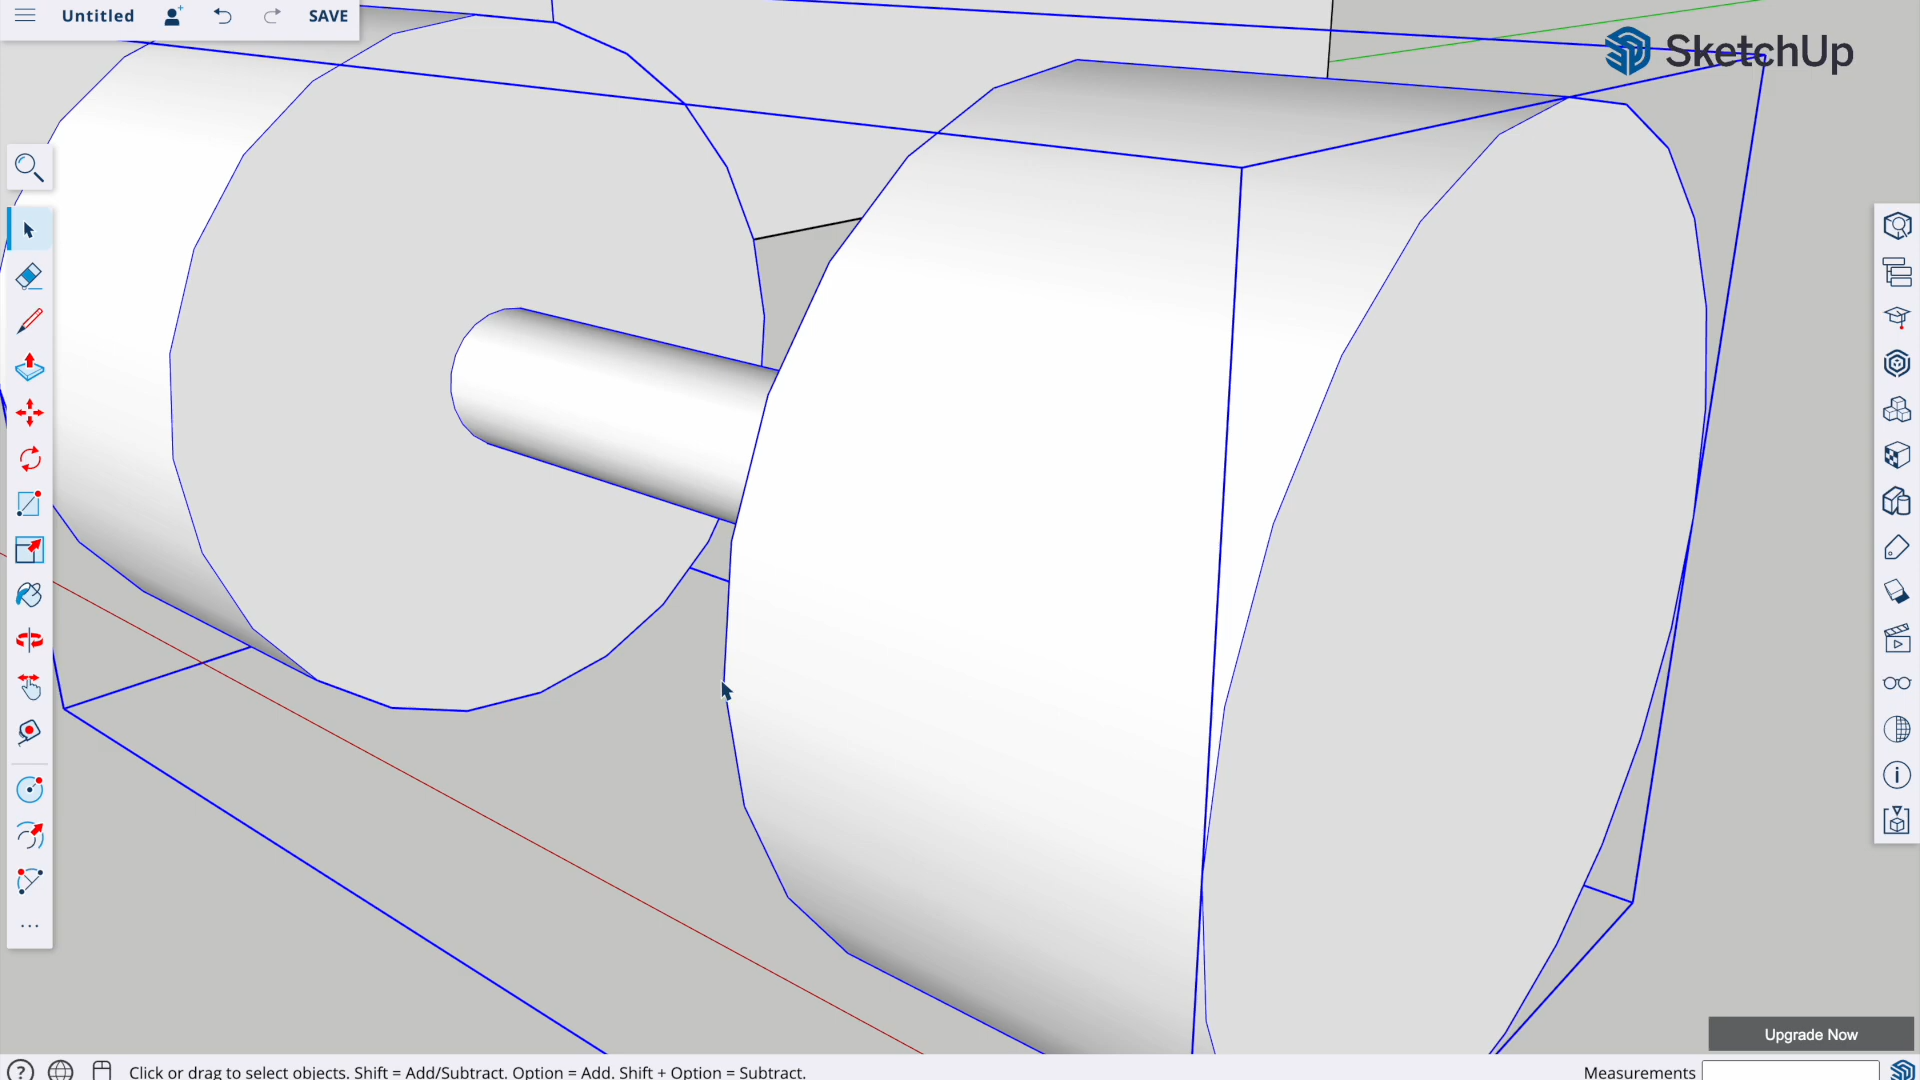 Untitled
SAVE
SketchUp
Upgrade Now
Click or drag to select objects. Shift = Add/Subtract. Option = Add. Shift + Option = Subtract.
Measurements